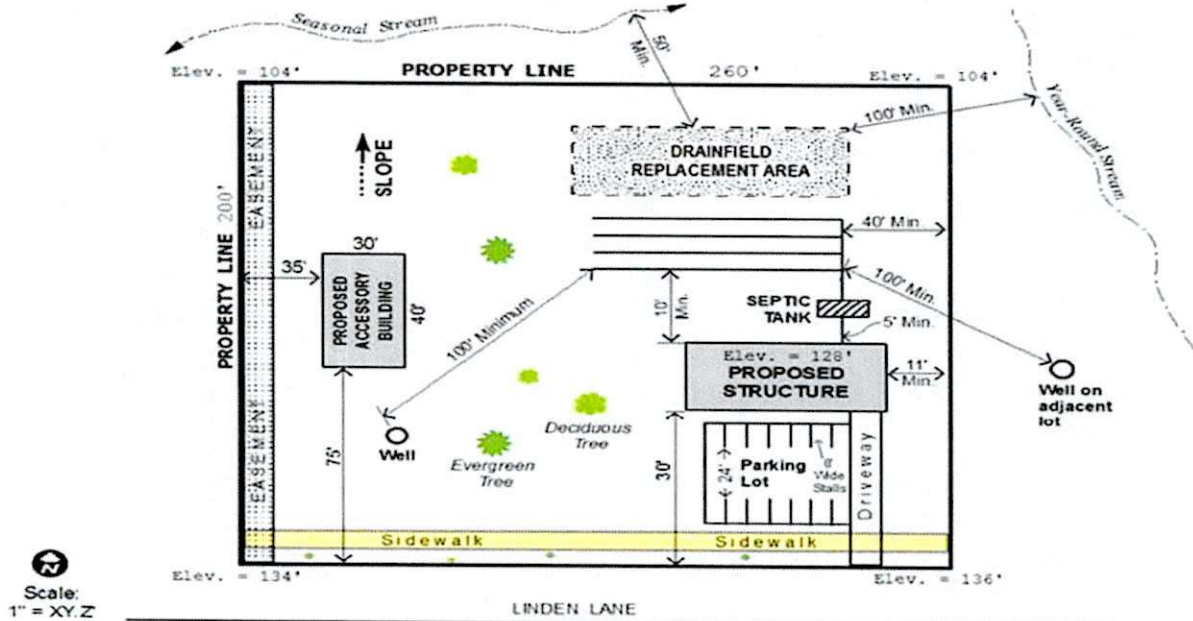 Seasonal Stream
50'
Min.
Elev. = 104'
PROPERTY LINE
260'
Elev. = 104'
100' Min.
Year-Round Stream
EASEMENT
SLOPE
DRAINFIELD
REPLACEMENT AREA
PROPERTY LINE 200'
40' Min.
30'
35'
PROPOSED
ACCESSORY
BUILDING
40'
100' Minimum
10'
Min.
SEPTIC
TANK
100' Min.
5' Min.
Elev. = 128'
PROPOSED
STRUCTURE
11'
Min.
Well on
adjacent
lot
EASEMENT
75'
Well
Deciduous
Tree
Evergreen
Tree
30'
24'
Parking
Lot
Wide
Stalls
Driveway
Sidewalk
Sidewalk
N
Scale:
1" = XY.Z'
Elev. = 134'
Elev. = 136'
LINDEN LANE